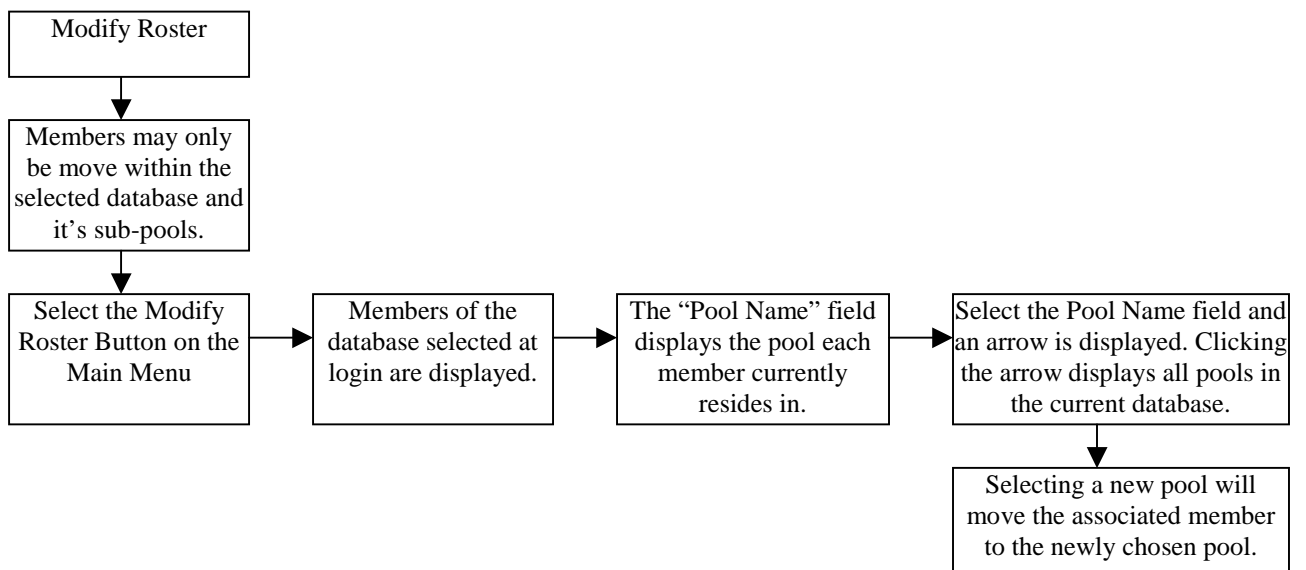 Modify Roster
Members may only
be move within the
selected database and
it’s sub-pools.
Select the Modify
Roster Button on the
Main Menu
Members of the
database selected at
login are displayed.
The “Pool Name” field
displays the pool each
member currently
resides in.
Select the Pool Name field and
an arrow is displayed. Clicking
the arrow displays all pools in
the current database.
Selecting a new pool will
move the associated member
to the newly chosen pool.